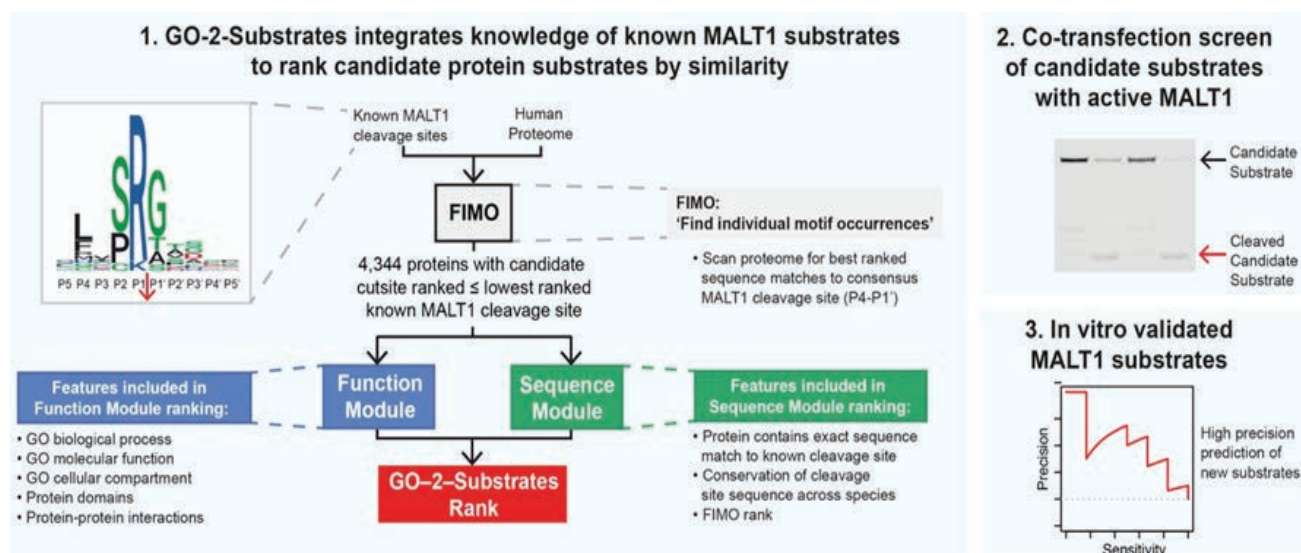 1. GO-2-Substrates integrates knowledge of known MALT1 substrates
to rank candidate protein substrates by similarity
Known MALT1
cleavage sites
Human
Proteome
L
S
R
G
P
T
A
P5 P4 P3 P2 P1 P1' P2' P3' P4' P5'
FIMO
FIMO:
'Find individual motif occurrences'
• Scan proteome for best ranked
sequence matches to consensus
MALT1 cleavage site (P4-P1')
4,344 proteins with candidate
cutsite ranked ≤ lowest ranked
known MALT1 cleavage site
Features included in
Function Module ranking:
• GO biological process
• GO molecular function
• GO cellular compartment
• Protein domains
• Protein-protein interactions
Function
Module
Sequence
Module
Features included in
Sequence Module ranking:
• Protein contains exact sequence
match to known cleavage site
• Conservation of cleavage
site sequence across species
• FIMO rank
GO–2–Substrates
Rank
2. Co-transfection screen
of candidate substrates
with active MALT1
Candidate
Substrate
Cleaved
Candidate
Substrate
3. In vitro validated
MALT1 substrates
Precision
Sensitivity
High precision
prediction of
new substrates